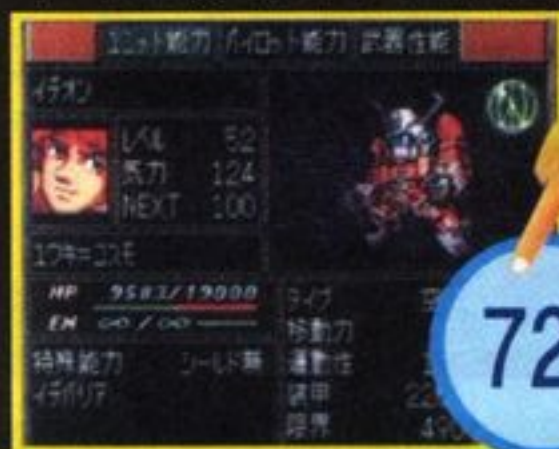 ユニット能力 パイロット能力 武器性能
イデオン
レベル 52
気力 124
NEXT 100
ユウキ=コスモ
HP 9583/19000
EN ∞/∞
特殊能力 シールド無
イデバリア
タイプ
移動力
運動性
装甲
限界
72